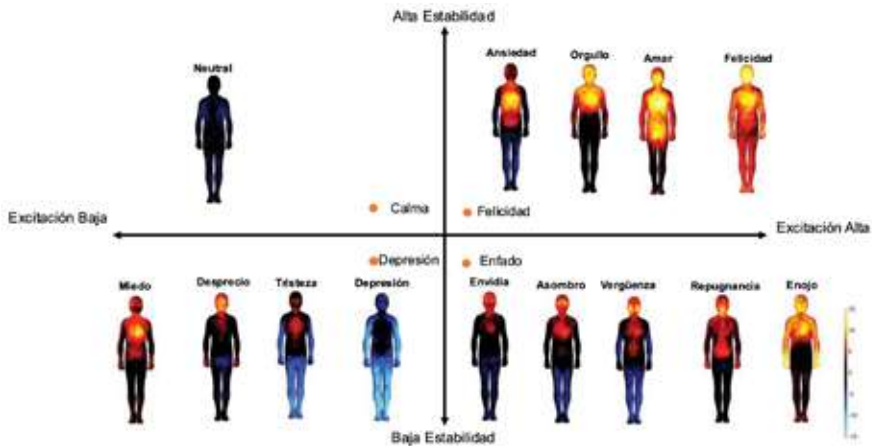 Alta Estabilidad
Neutral
Ansiedad Orgullo Amar Felicidad
Calma Felicidad
Excitación Baja
Excitación Alta
Depresión Enfado
Miedo Desprecio Tristeza Depresión Envidia Asombro Vergüenza Repugnancia Enojo
Baja Estabilidad